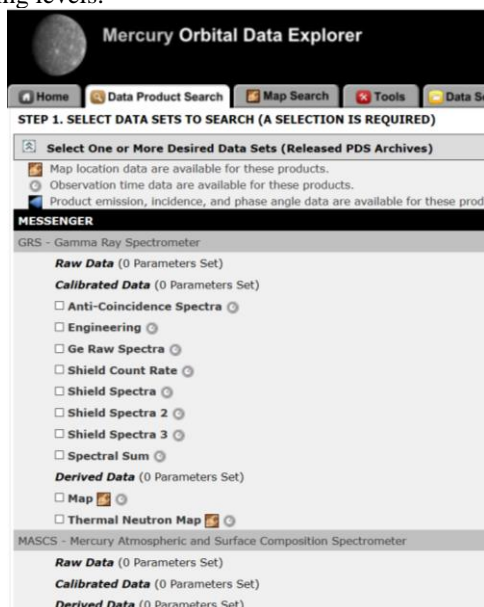 ng levels.
Mercury Orbital Data Explorer
Home Data Product Search Map Search Tools Data S
STEP 1. SELECT DATA SETS TO SEARCH (A SELECTION IS REQUIRED)
Select One or More Desired Data Sets (Released PDS Archives)
Map location data are available for these products.
Observation time data are available for these products.
Product emission, incidence, and phase angle data are available for these prod
MESSENGER
GRS - Gamma Ray Spectrometer
Raw Data (0 Parameters Set)
Calibrated Data (0 Parameters Set)
Anti-Coincidence Spectra
Engineering
Ge Raw Spectra
Shield Count Rate
Shield Spectra
Shield Spectra 2
Shield Spectra 3
Spectral Sum
Derived Data (0 Parameters Set)
Map
Thermal Neutron Map
MASCS - Mercury Atmospheric and Surface Composition Spectrometer
Raw Data (0 Parameters Set)
Calibrated Data (0 Parameters Set)
Derived Data (0 Parameters Set)